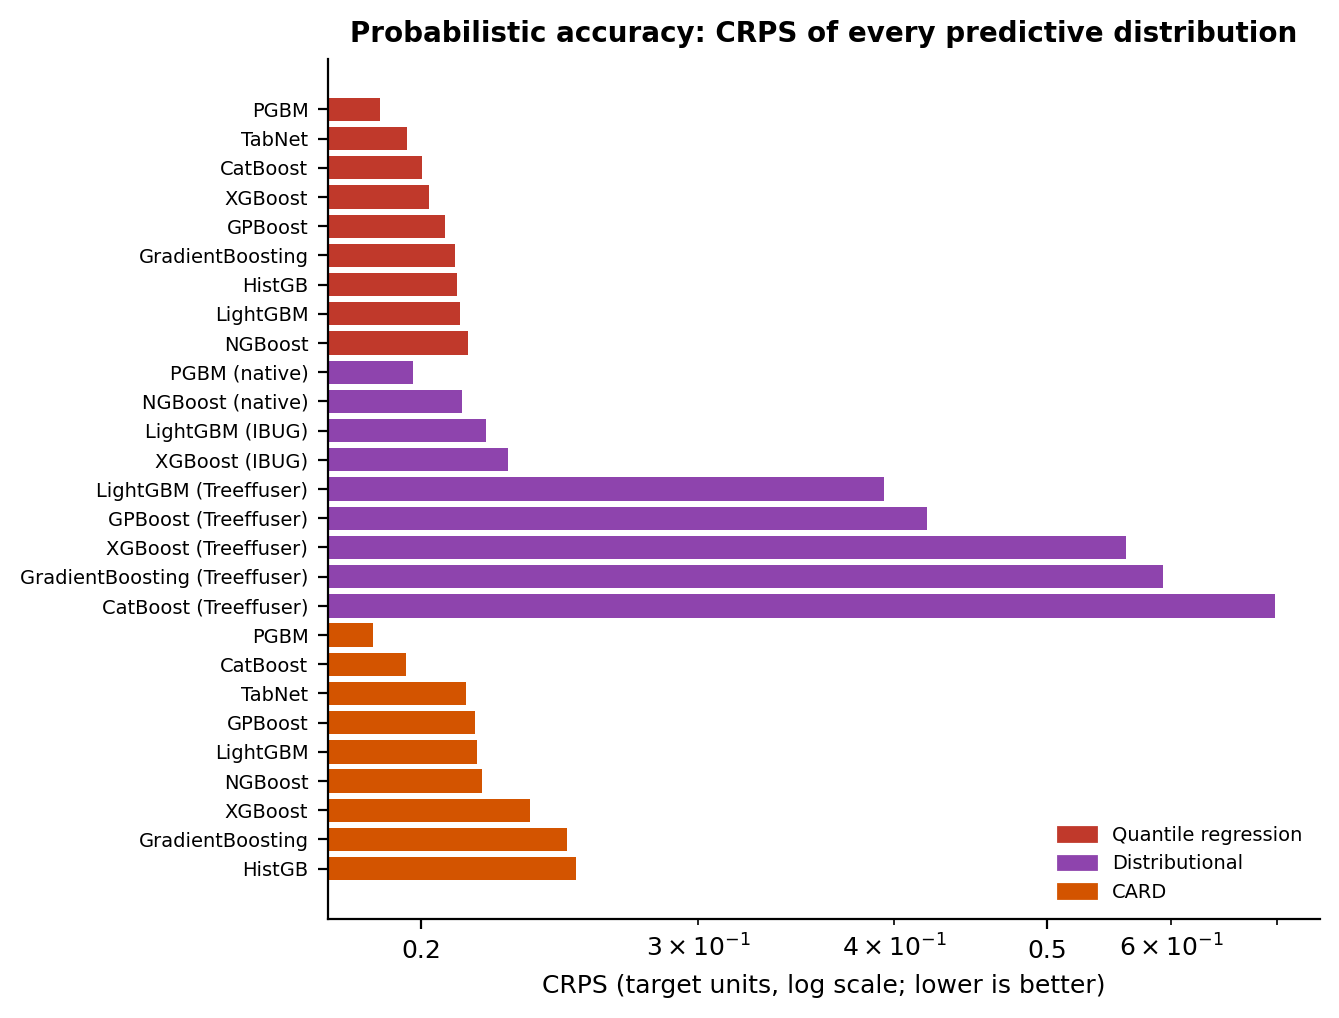 Probabilistic accuracy: CRPS of every predictive distribution
PGBM
TabNet
CatBoost
XGBoost
GPBoost
GradientBoosting
HistGB
LightGBM
NGBoost
PGBM (native)
NGBoost (native)
LightGBM (IBUG)
XGBoost (IBUG)
LightGBM (Treeffuser)
GPBoost (Treeffuser)
XGBoost (Treeffuser)
GradientBoosting (Treeffuser)
CatBoost (Treeffuser)
PGBM
CatBoost
TabNet
GPBoost
LightGBM
NGBoost
XGBoost
GradientBoosting
HistGB
Quantile regression
Distributional
CARD
0.2 3 × 10⁻¹ 4 × 10⁻¹ 0.5 6 × 10⁻¹
CRPS (target units, log scale; lower is better)